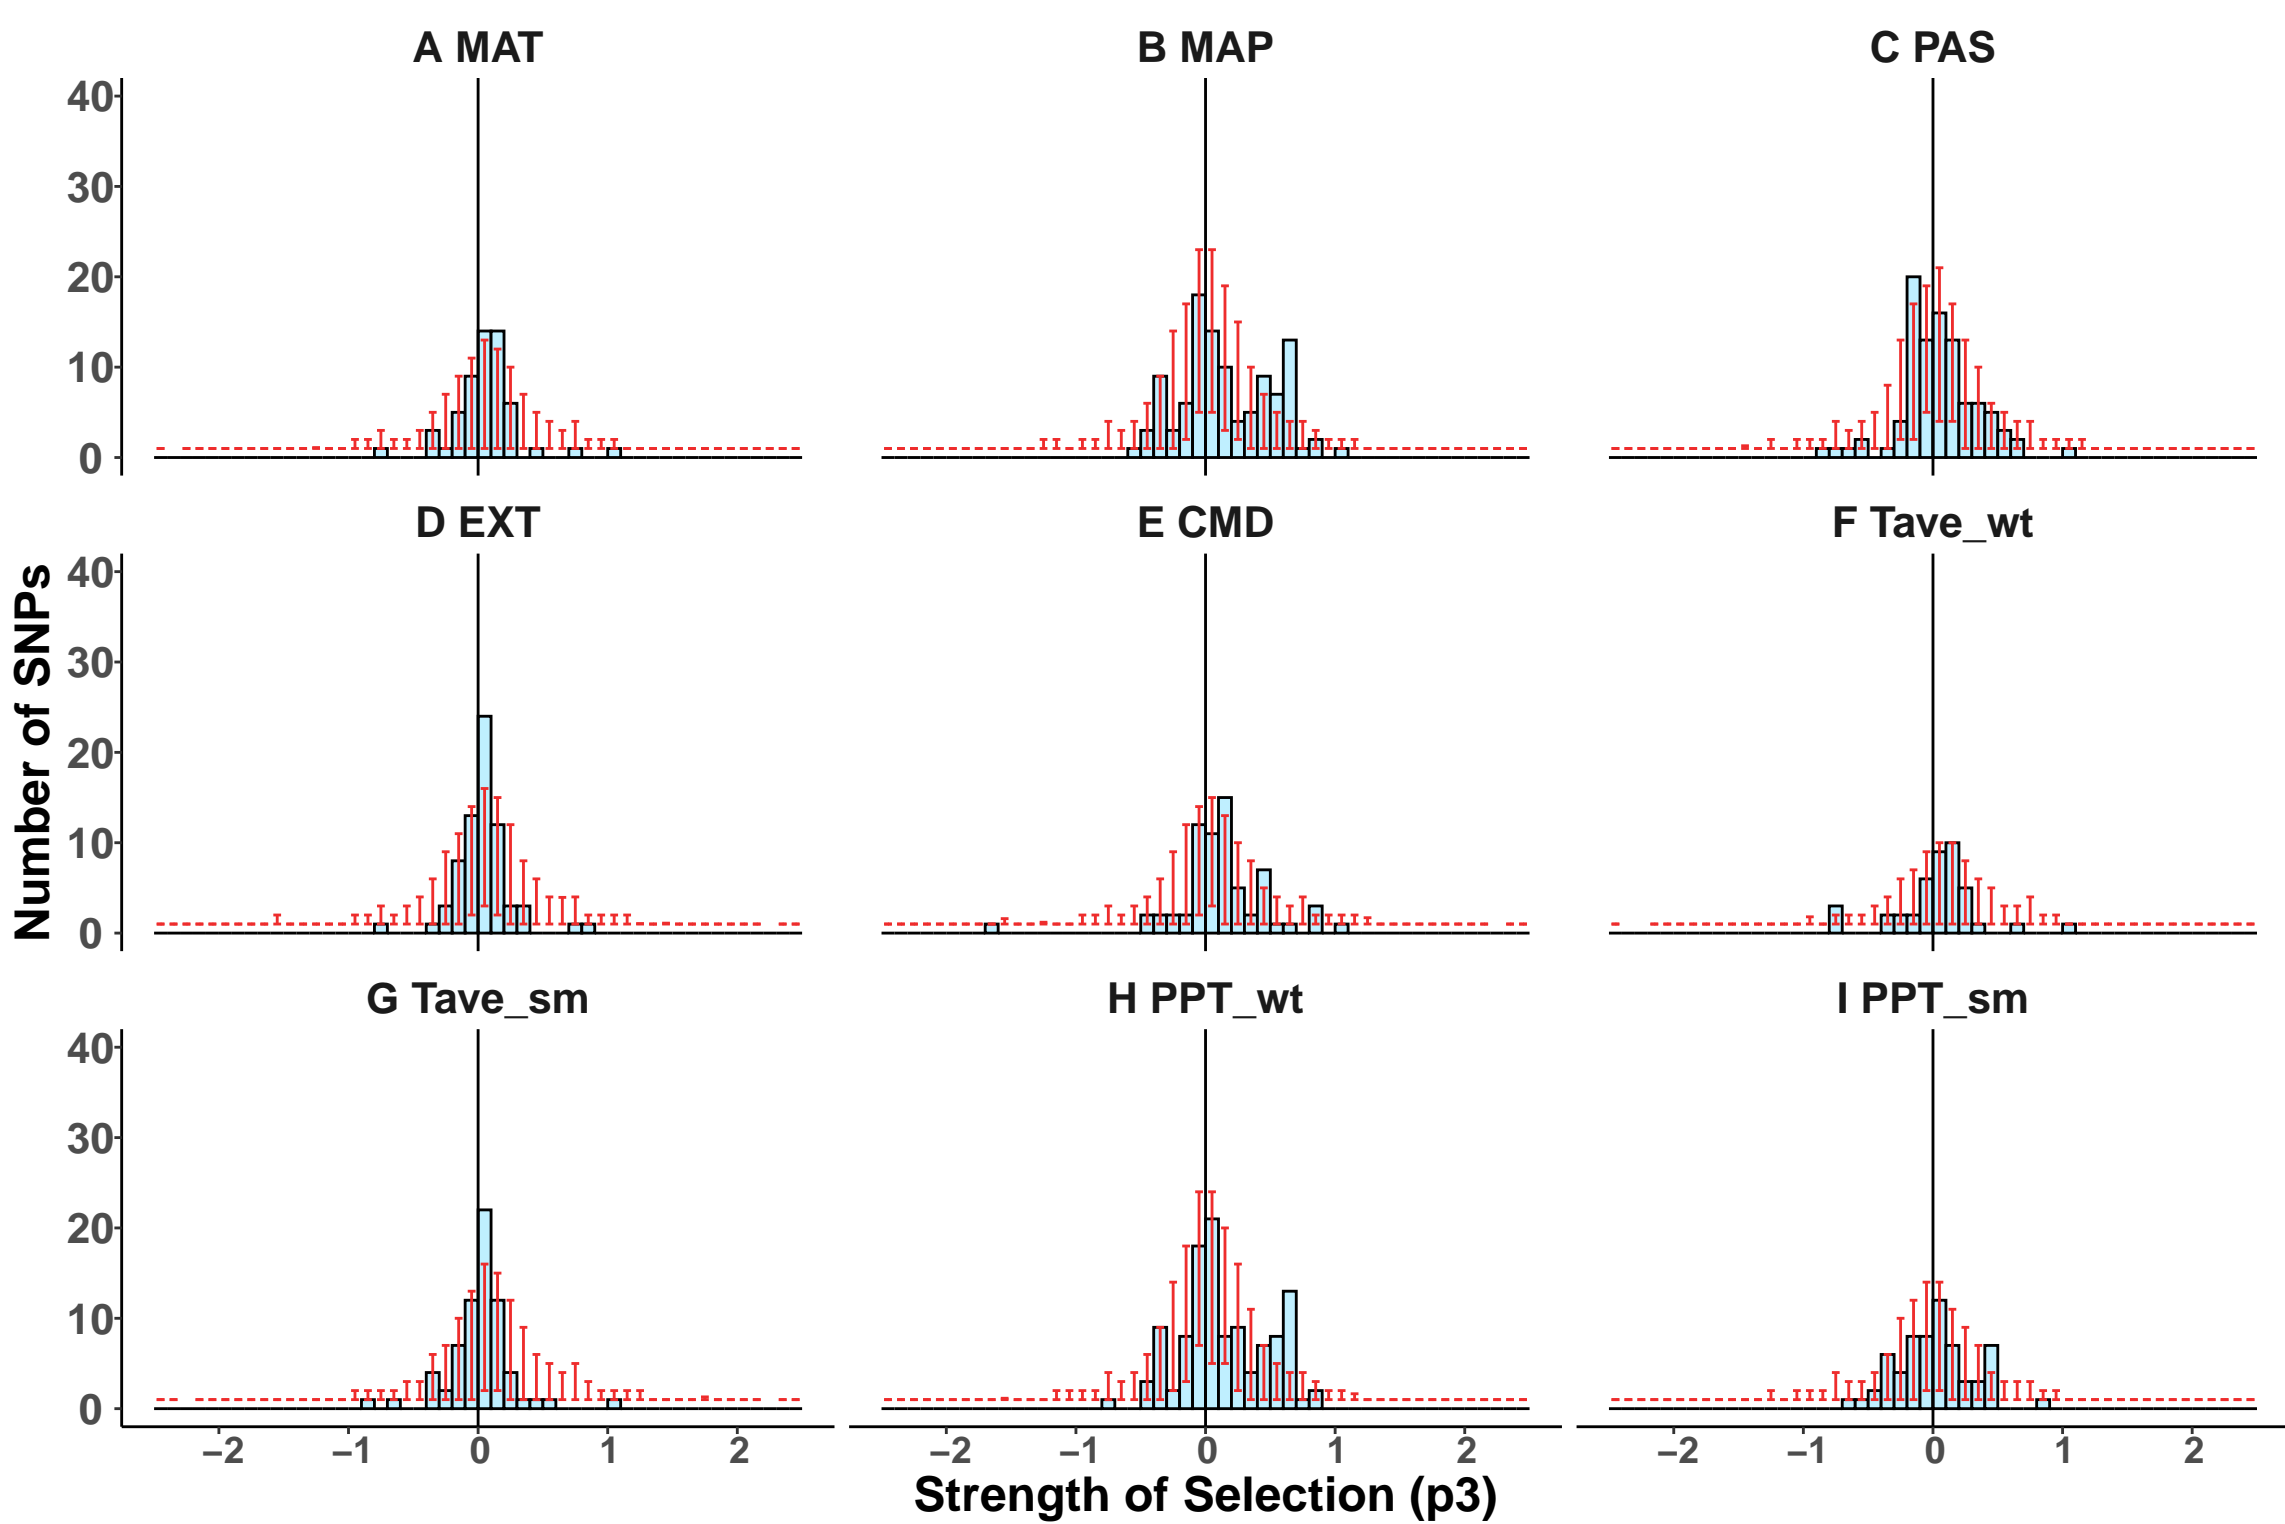 A MAT
B MAP
C PAS
40
30
20
10
0
D EXT
E CMD
F Tave_wt
40
30
20
10
0
Number of SNPs
G Tave_sm
H PPT_wt
I PPT_sm
40
30
20
10
0
−2 −1 0 1 2
−2 −1 0 1 2
−2 −1 0 1 2
Strength of Selection (p3)